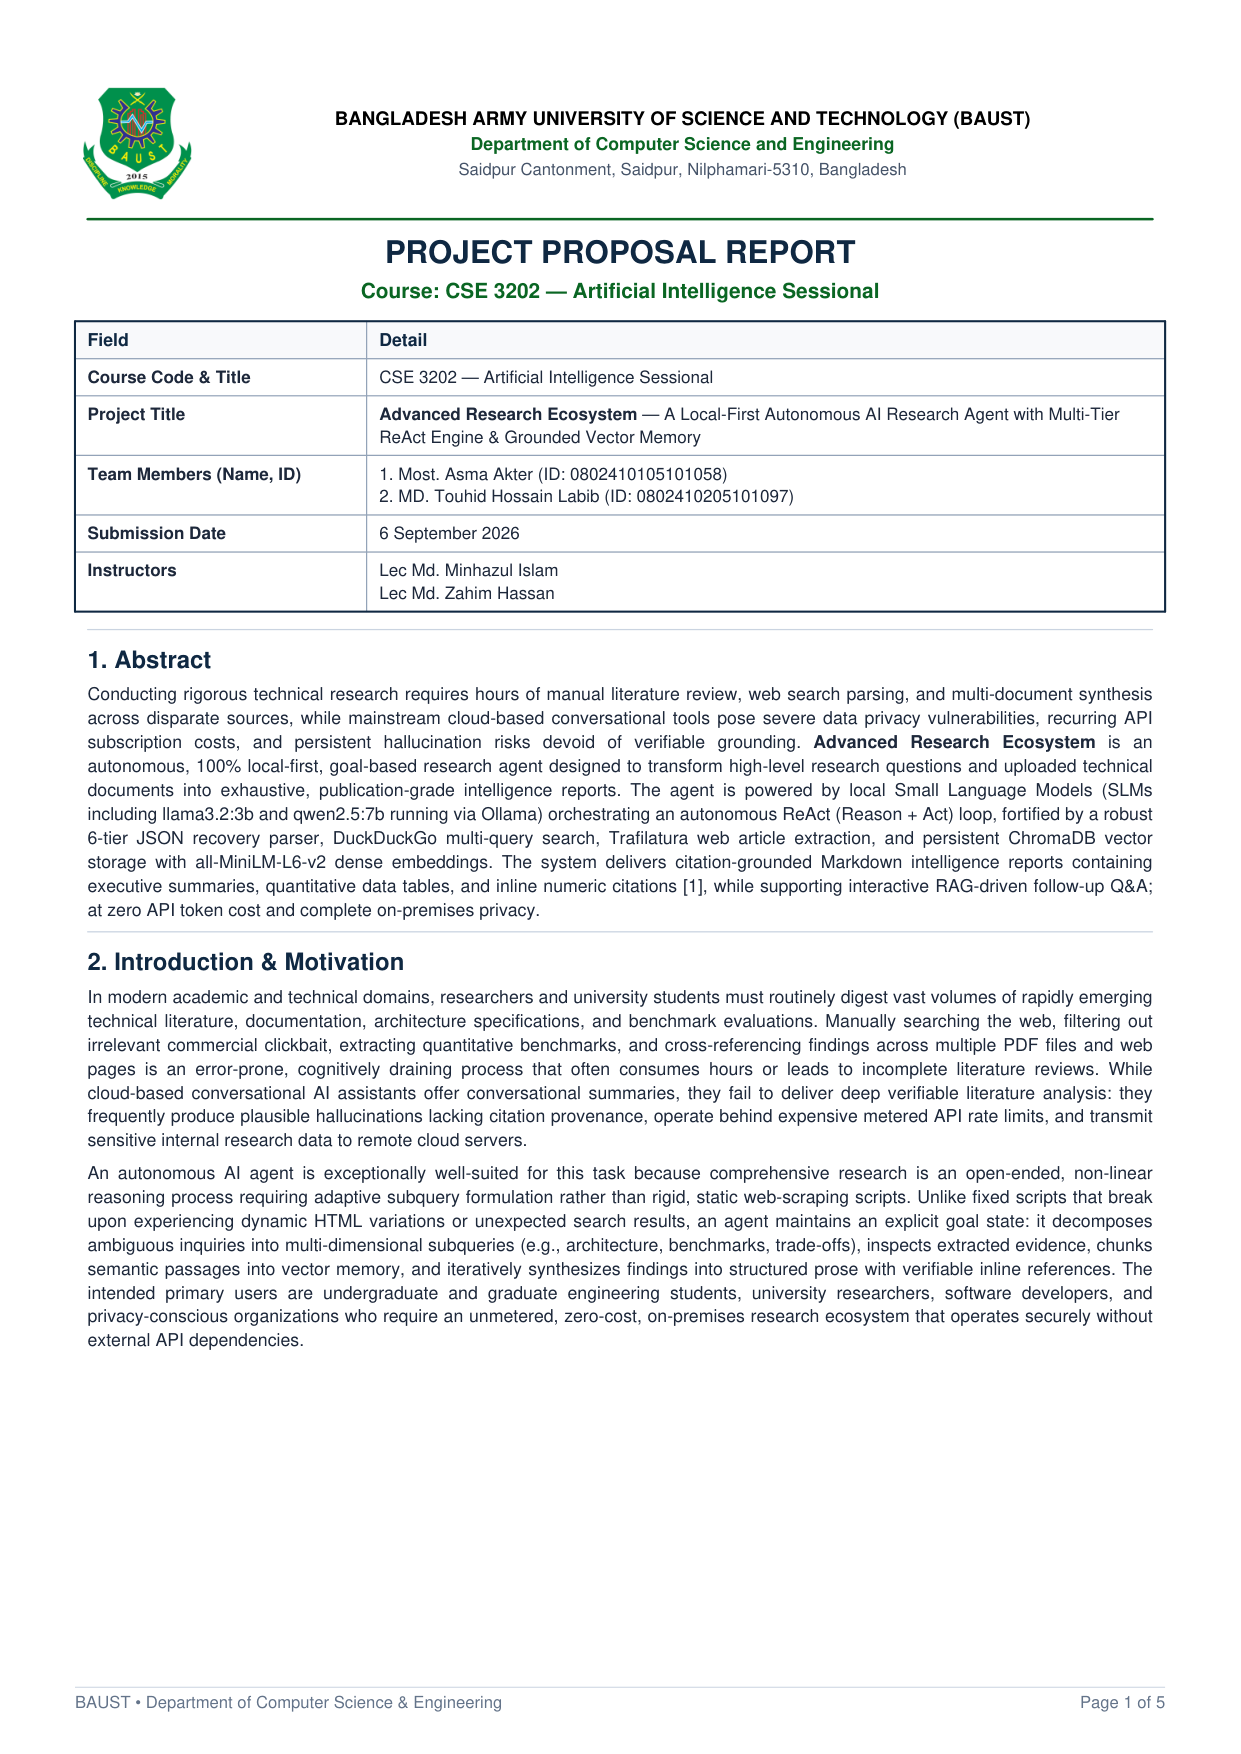 BAUST
2015
DISCIPLINE
KNOWLEDGE
MORALITY
BANGLADESH ARMY UNIVERSITY OF SCIENCE AND TECHNOLOGY (BAUST)
Department of Computer Science and Engineering
Saidpur Cantonment, Saidpur, Nilphamari-5310, Bangladesh
PROJECT PROPOSAL REPORT
Course: CSE 3202 — Artificial Intelligence Sessional
Field Detail
Course Code & Title CSE 3202 — Artificial Intelligence Sessional
Project Title Advanced Research Ecosystem — A Local-First Autonomous AI Research Agent with Multi-Tier
ReAct Engine & Grounded Vector Memory
Team Members (Name, ID) 1. Most. Asma Akter (ID: 0802410105101058)
2. MD. Touhid Hossain Labib (ID: 0802410205101097)
Submission Date 6 September 2026
Instructors Lec Md. Minhazul Islam
Lec Md. Zahim Hassan
1. Abstract
Conducting rigorous technical research requires hours of manual literature review, web search parsing, and multi-document synthesis
across disparate sources, while mainstream cloud-based conversational tools pose severe data privacy vulnerabilities, recurring API
subscription costs, and persistent hallucination risks devoid of verifiable grounding. Advanced Research Ecosystem is an
autonomous, 100% local-first, goal-based research agent designed to transform high-level research questions and uploaded technical
documents into exhaustive, publication-grade intelligence reports. The agent is powered by local Small Language Models (SLMs
including llama3.2:3b and qwen2.5:7b running via Ollama) orchestrating an autonomous ReAct (Reason + Act) loop, fortified by a robust
6-tier JSON recovery parser, DuckDuckGo multi-query search, Trafilatura web article extraction, and persistent ChromaDB vector
storage with all-MiniLM-L6-v2 dense embeddings. The system delivers citation-grounded Markdown intelligence reports containing
executive summaries, quantitative data tables, and inline numeric citations [1], while supporting interactive RAG-driven follow-up Q&A;
at zero API token cost and complete on-premises privacy.
2. Introduction & Motivation
In modern academic and technical domains, researchers and university students must routinely digest vast volumes of rapidly emerging
technical literature, documentation, architecture specifications, and benchmark evaluations. Manually searching the web, filtering out
irrelevant commercial clickbait, extracting quantitative benchmarks, and cross-referencing findings across multiple PDF files and web
pages is an error-prone, cognitively draining process that often consumes hours or leads to incomplete literature reviews. While
cloud-based conversational AI assistants offer conversational summaries, they fail to deliver deep verifiable literature analysis: they
frequently produce plausible hallucinations lacking citation provenance, operate behind expensive metered API rate limits, and transmit
sensitive internal research data to remote cloud servers.
An autonomous AI agent is exceptionally well-suited for this task because comprehensive research is an open-ended, non-linear
reasoning process requiring adaptive subquery formulation rather than rigid, static web-scraping scripts. Unlike fixed scripts that break
upon experiencing dynamic HTML variations or unexpected search results, an agent maintains an explicit goal state: it decomposes
ambiguous inquiries into multi-dimensional subqueries (e.g., architecture, benchmarks, trade-offs), inspects extracted evidence, chunks
semantic passages into vector memory, and iteratively synthesizes findings into structured prose with verifiable inline references. The
intended primary users are undergraduate and graduate engineering students, university researchers, software developers, and
privacy-conscious organizations who require an unmetered, zero-cost, on-premises research ecosystem that operates securely without
external API dependencies.
BAUST • Department of Computer Science & Engineering Page 1 of 5